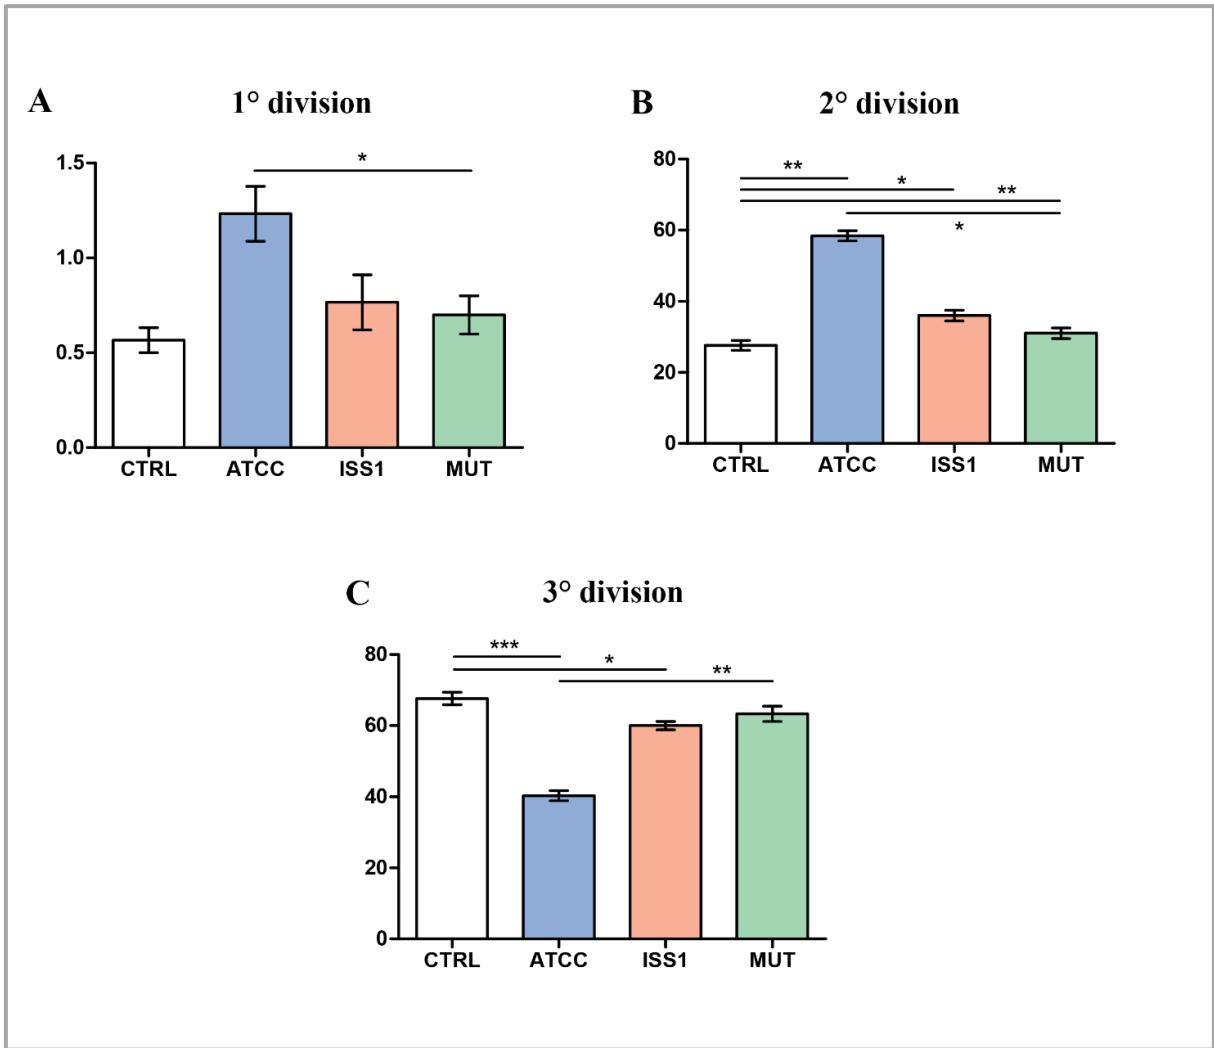 A
1° division
1.5
1.0
0.5
0.0
*
CTRL ATCC ISS1 MUT
B
2° division
80
60
40
20
0
**
*
**
*
CTRL ATCC ISS1 MUT
C
3° division
80
60
40
20
0
***
*
**
CTRL ATCC ISS1 MUT